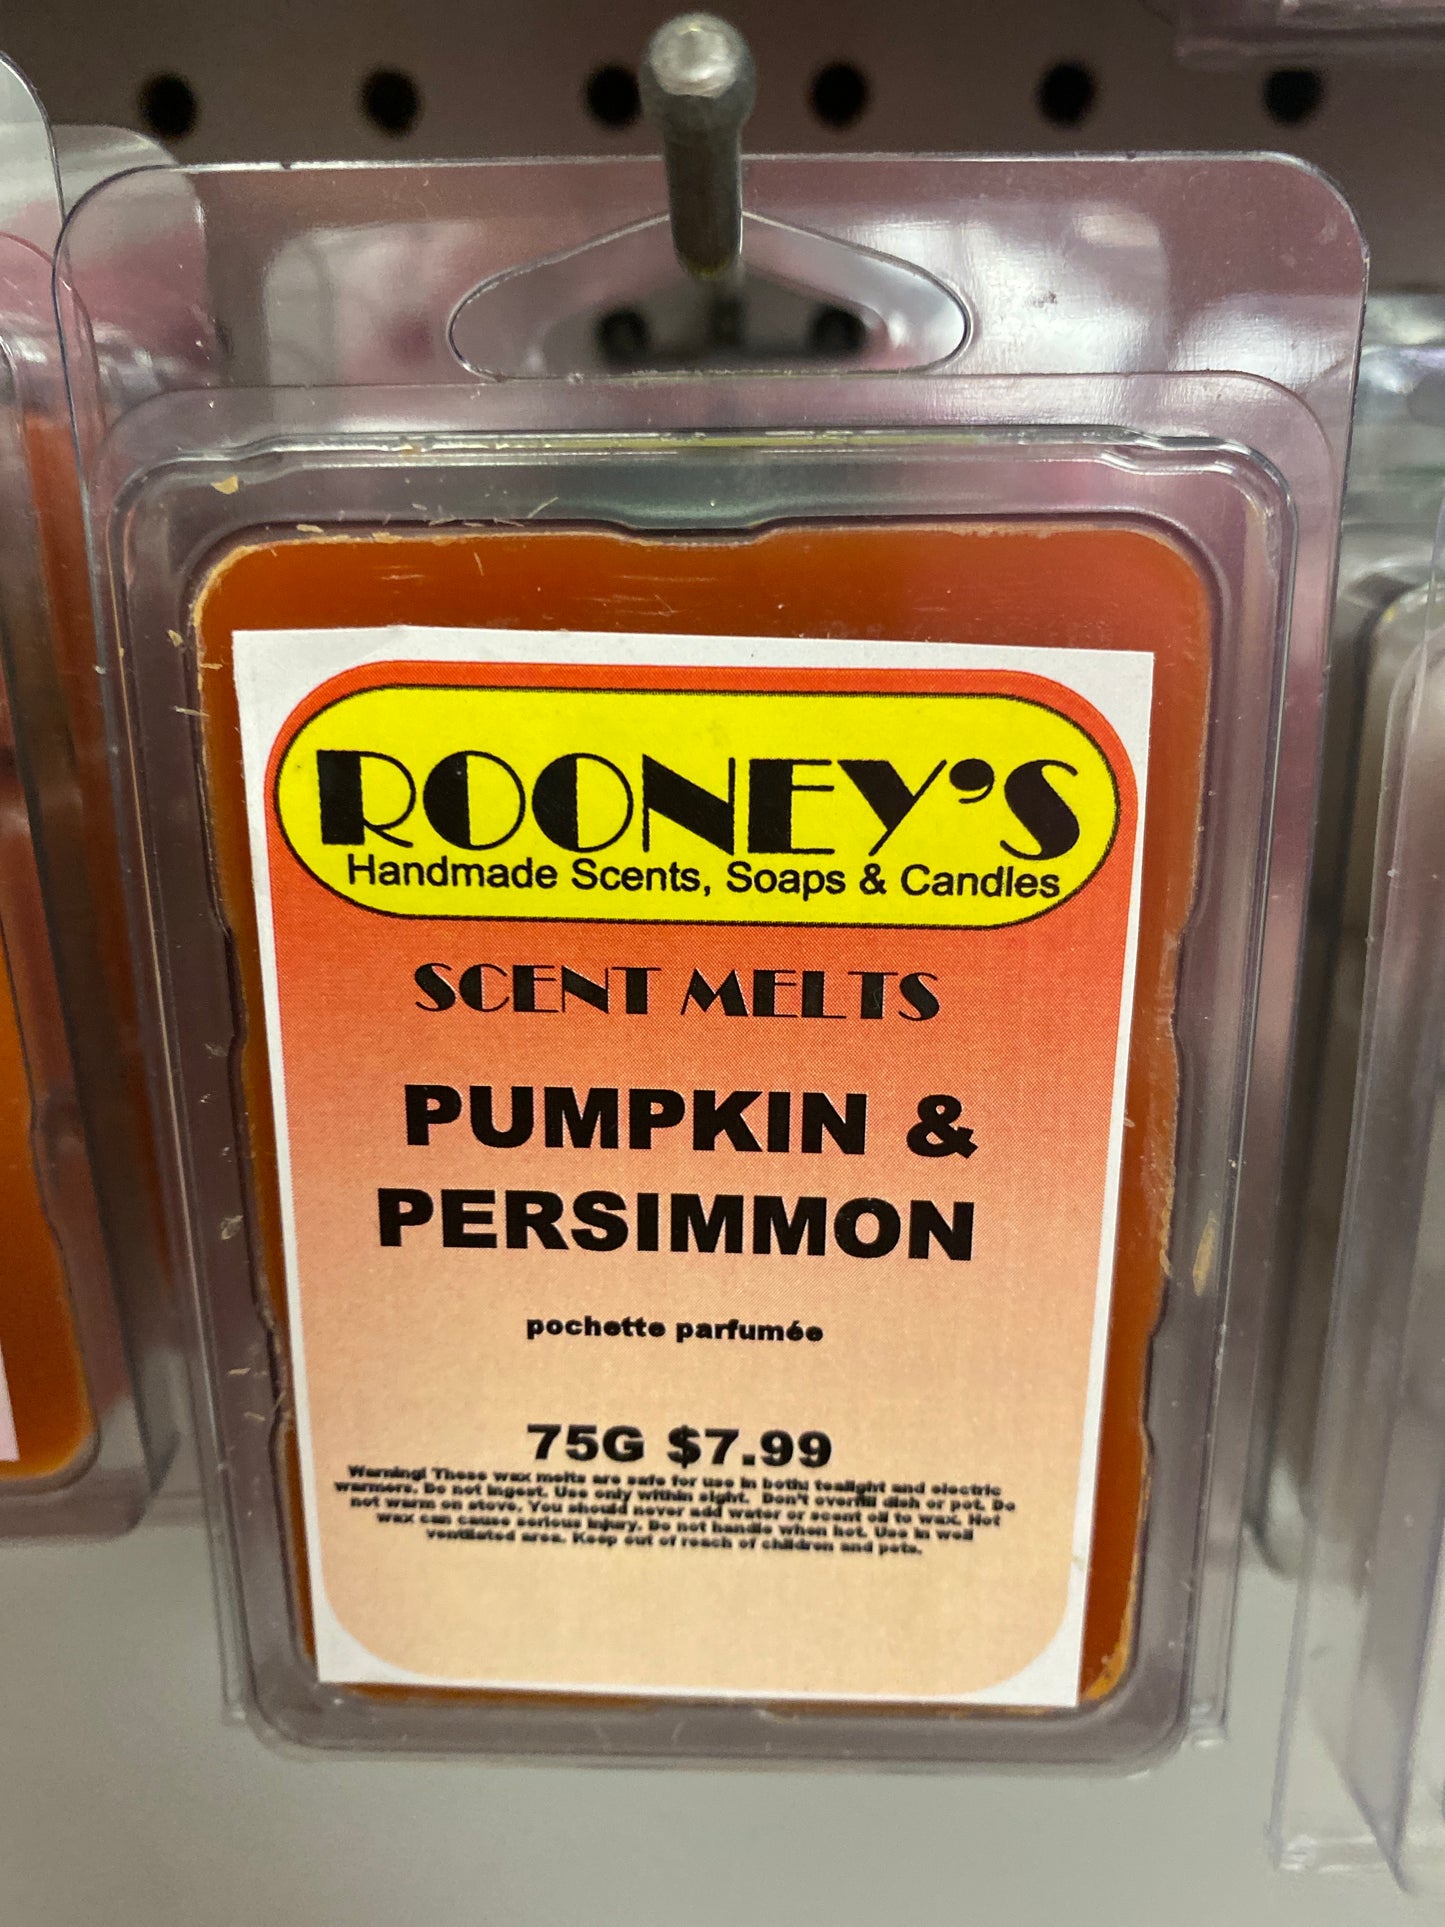 ROONEY'S
Handmade Scents, Soaps & Candles
SCENT MELTS
PUMPKIN &
PERSIMMON
pochette parfumée
75G $7.99
Warning! These wax melts are safe for use in both: tealight and electric
warmers. Do not ingest. Use only within sight. Don't overfill dish or pot. Do
not warm on stove. You should never add water or scent oil to wax. Hot
wax can cause serious injury. Do not handle when hot. Use in well
ventilated area. Keep out of reach of children and pets.